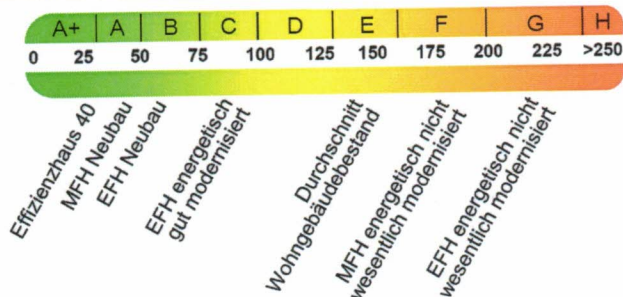 A+ A B C D E F G H
0 25 50 75 100 125 150 175 200 225 >250
Effizienzhaus 40
MFH Neubau
EFH Neubau
EFH energetisch
gut modernisiert
Durchschnitt
Wohngebäudebestand
MFH energetisch nicht
wesentlich modernisiert
EFH energetisch nicht
wesentlich modernisiert